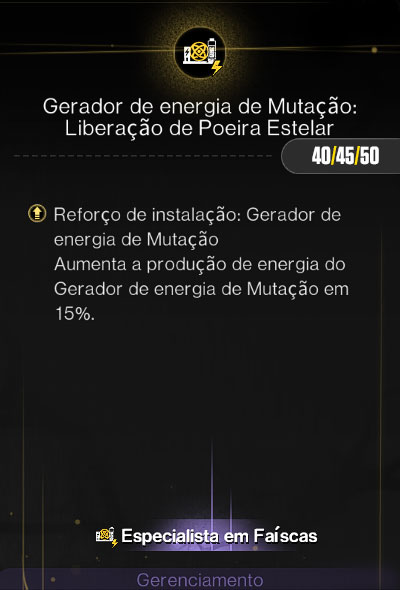 Gerador de energia de Mutação:
Liberação de Poeira Estelar
40/45/50
Reforço de instalação: Gerador de
energia de Mutação
Aumenta a produção de energia do
Gerador de energia de Mutação em
15%.
Especialista em Faíscas
Gerenciamento